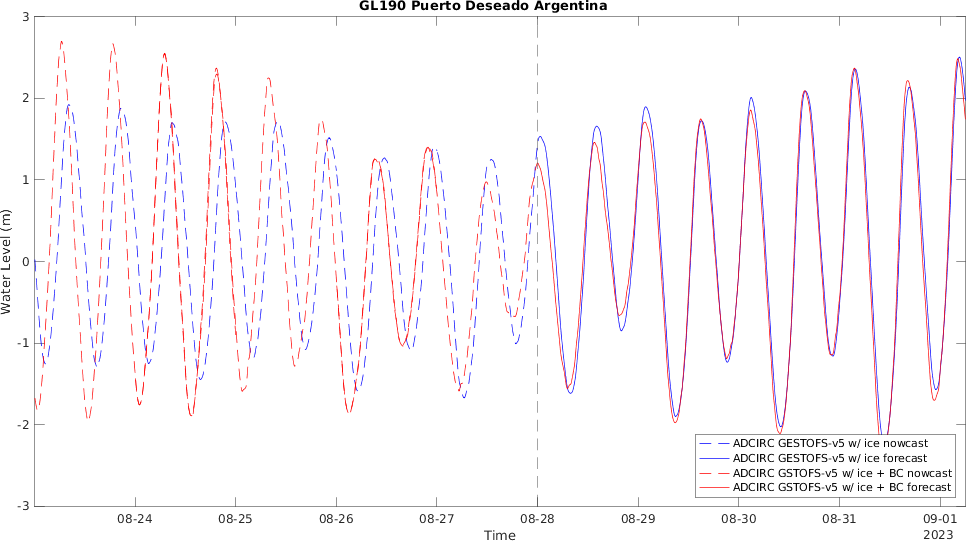 GL190 Puerto Deseado Argentina
3
2
1
0
-1
-2
-3
Water Level (m)
08-24
08-25
08-26
08-27
08-28
08-29
08-30
08-31
09-01
2023
Time
ADCIRC GESTOFS-v5 w/ ice nowcast
ADCIRC GESTOFS-v5 w/ ice forecast
ADCIRC GSTOFS-v5 w/ ice + BC nowcast
ADCIRC GSTOFS-v5 w/ ice + BC forecast